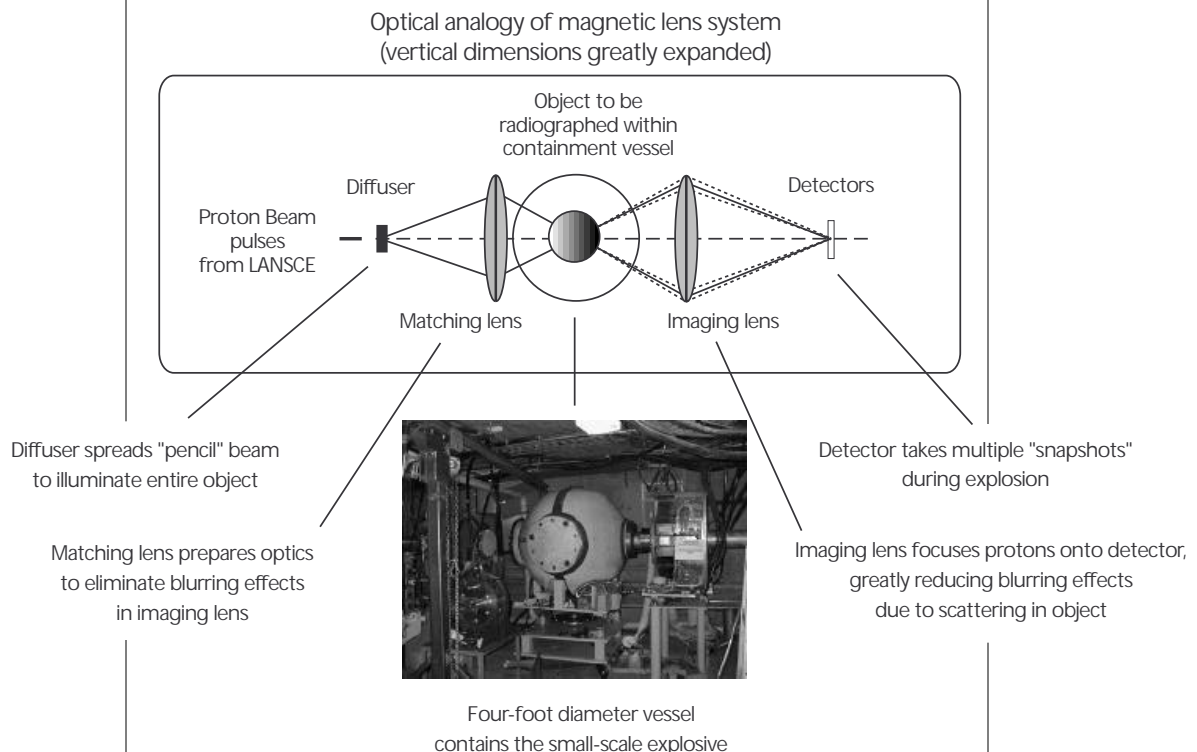 Optical analogy of magnetic lens system
(vertical dimensions greatly expanded)
Object to be
radiographed within
containment vessel
Diffuser
Detectors
Proton Beam
pulses
from LANSCE
Matching lens
Imaging lens
Diffuser spreads "pencil" beam
to illuminate entire object
Detector takes multiple "snapshots"
during explosion
Matching lens prepares optics
to eliminate blurring effects
in imaging lens
Imaging lens focuses protons onto detector,
greatly reducing blurring effects
due to scattering in object
Four-foot diameter vessel
contains the small-scale explosive